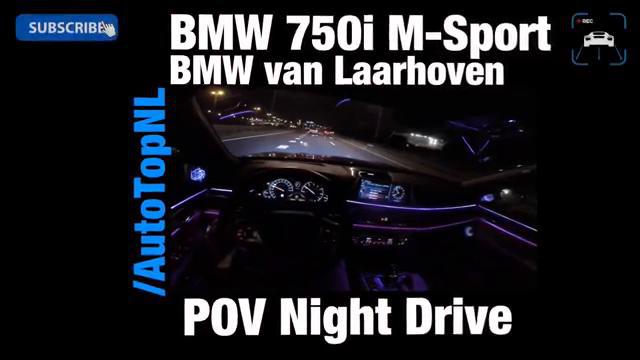 SUBSCRIBE
BMW 750i M-Sport
REC
BMW van Laarhoven
/AutoTopNL
POV Night Drive